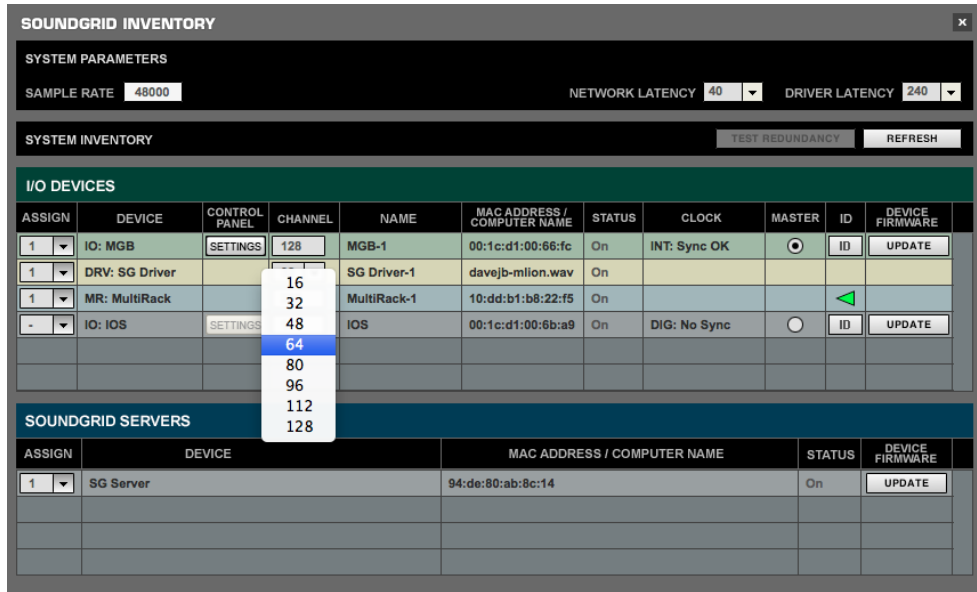 SOUNDGRID INVENTORY x
SYSTEM PARAMETERS
SAMPLE RATE 48000 NETWORK LATENCY 40 DRIVER LATENCY 240
SYSTEM INVENTORY TEST REDUNDANCY REFRESH
I/O DEVICES
ASSIGN DEVICE CONTROL PANEL CHANNEL NAME MAC ADDRESS / COMPUTER NAME STATUS CLOCK MASTER ID DEVICE FIRMWARE
1 IO: MGB SETTINGS 128 MGB-1 00:1c:d1:00:66:fc On INT: Sync OK ID UPDATE
1 DRV: SG Driver SG Driver-1 davejb-mlion.wav On
1 MR: MultiRack MultiRack-1 10:dd:b1:b8:22:f5 On
- IO: IOS SETTINGS IOS 00:1c:d1:00:6b:a9 On DIG: No Sync ID UPDATE
16
32
48
64
80
96
112
128
SOUNDGRID SERVERS
ASSIGN DEVICE MAC ADDRESS / COMPUTER NAME STATUS DEVICE FIRMWARE
1 SG Server 94:de:80:ab:8c:14 On UPDATE